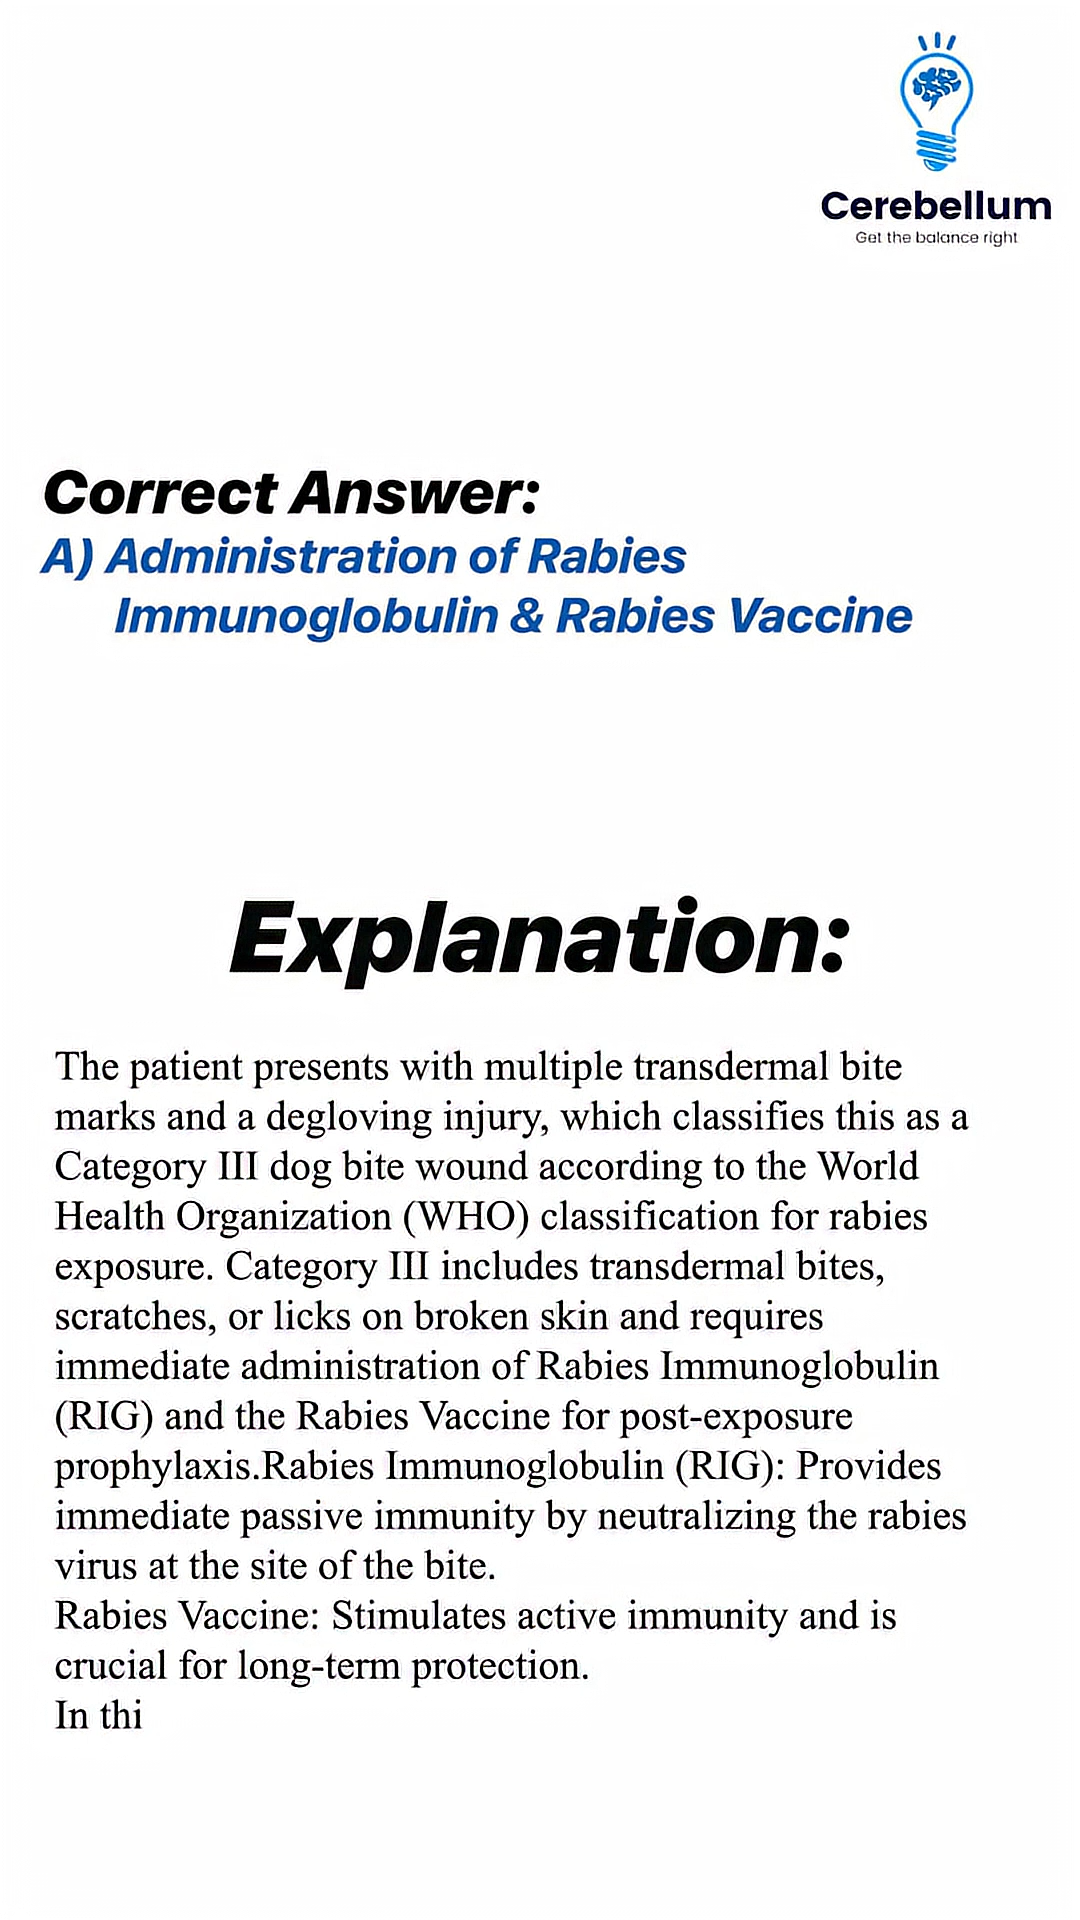 Cerebellum
Get the balance right
Correct Answer:
A) Administration of Rabies
Immunoglobulin & Rabies Vaccine
Explanation:
The patient presents with multiple transdermal bite
marks and a degloving injury, which classifies this as a
Category III dog bite wound according to the World
Health Organization (WHO) classification for rabies
exposure. Category III includes transdermal bites,
scratches, or licks on broken skin and requires
immediate administration of Rabies Immunoglobulin
(RIG) and the Rabies Vaccine for post-exposure
prophylaxis.Rabies Immunoglobulin (RIG): Provides
immediate passive immunity by neutralizing the rabies
virus at the site of the bite.
Rabies Vaccine: Stimulates active immunity and is
crucial for long-term protection.
In thi